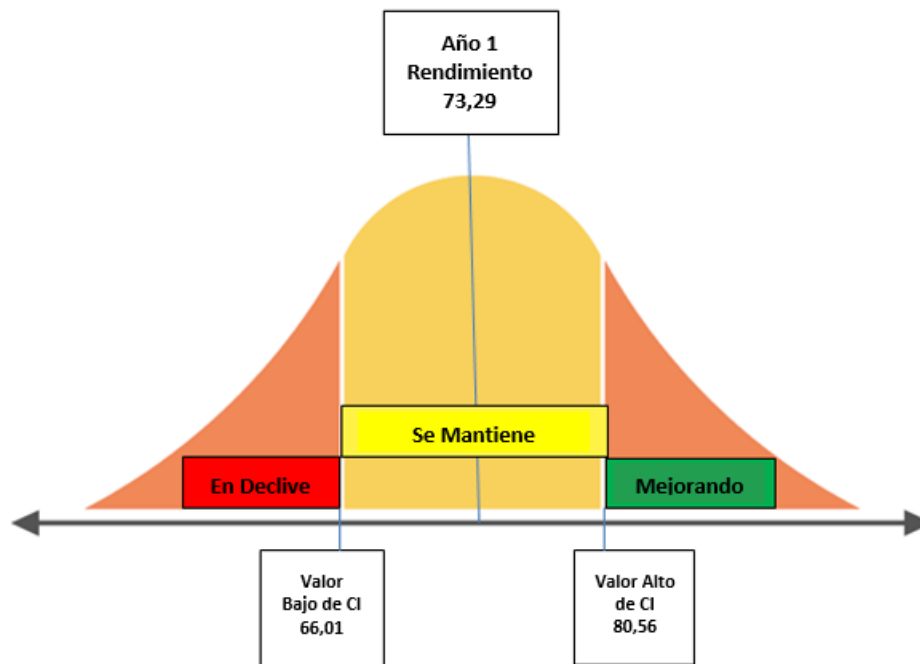 Año 1
Rendimiento
73,29
Se Mantiene
En Declive
Mejorando
Valor
Bajo de CI
66,01
Valor Alto
de CI
80,56